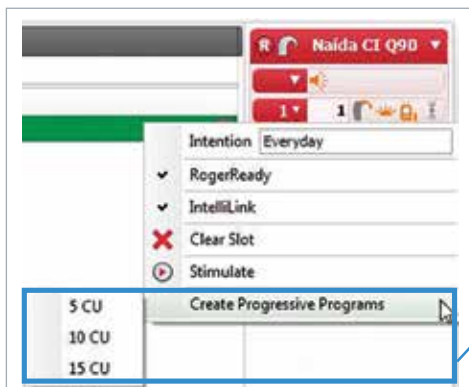 R Naída CI Q90
1 1
Intention Everyday
RogerReady
IntelliLink
Clear Slot
Stimulate
Create Progressive Programs
5 CU
10 CU
15 CU